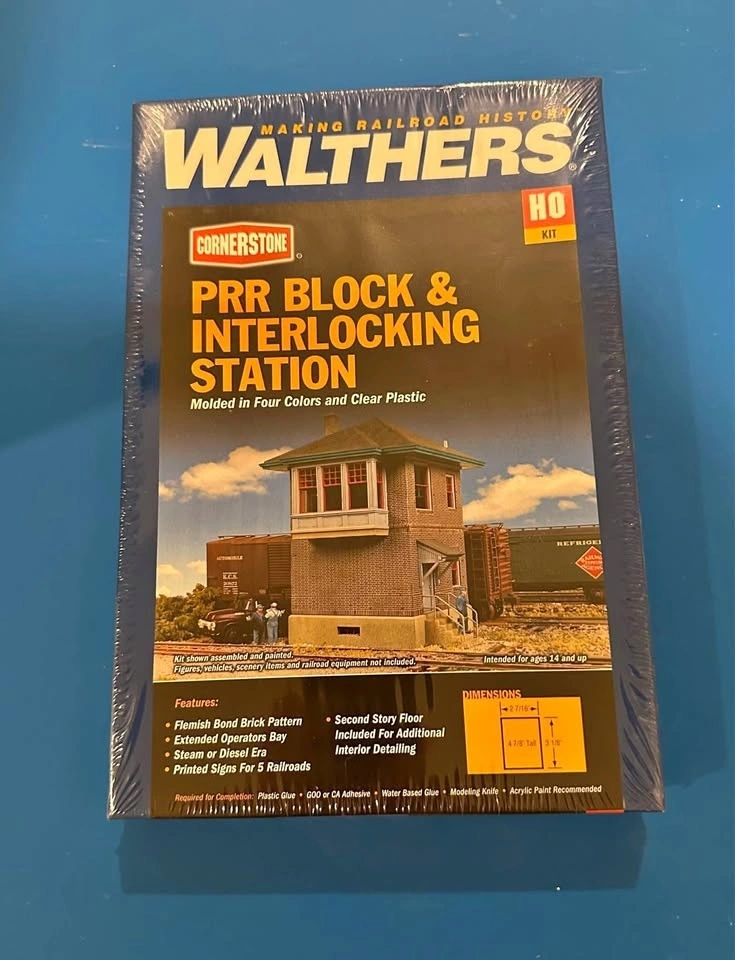 MAKING RAILROAD HISTORY
WALTHERS®
HO
KIT
CORNERSTONE®
PRR BLOCK &
INTERLOCKING
STATION
Molded in Four Colors and Clear Plastic
AUTOMOBILE
K.C.S.
REFRIGE
Kit shown assembled and painted.
Figures, vehicles, scenery items and railroad equipment not included.
Intended for ages 14 and up
Features:
• Flemish Bond Brick Pattern
• Extended Operators Bay
• Steam or Diesel Era
• Printed Signs For 5 Railroads
• Second Story Floor
Included For Additional
Interior Detailing
DIMENSIONS
2 7/16"
4 7/8" Tall
3 1/8"
Required for Completion: Plastic Glue • GOO or CA Adhesive • Water Based Glue • Modeling Knife • Acrylic Paint Recommended